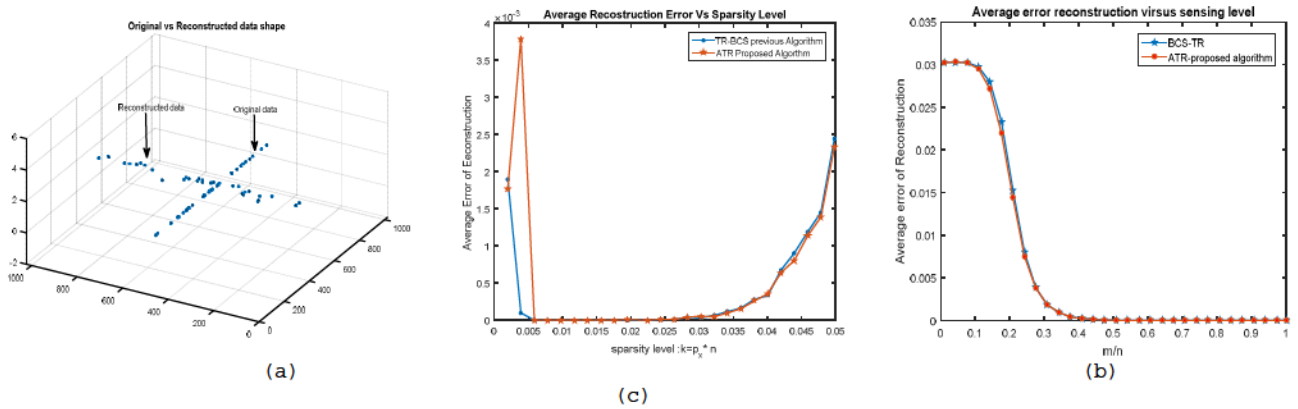 Original vs Reconstructed data shape
Reconstructed data
Original data
6
4
2
0
-2
1000
800
600
400
200
0
0
200
400
600
800
1000
(a)
Average Recostruction Error Vs Sparsity Level
×10⁻³
TR-BCS previous Algorithm
ATR Proposed Algorthm
Average Error of Eeconstruction
4
3.5
3
2.5
2
1.5
1
0.5
0
0 0.005 0.01 0.015 0.02 0.025 0.03 0.035 0.04 0.045 0.05
sparsity level :k=pₓ* n
(c)
Average error reconstruction versus sensing level
BCS-TR
ATR-proposed algorithm
Average error of Reconstruction
0.035
0.03
0.025
0.02
0.015
0.01
0.005
0
0 0.1 0.2 0.3 0.4 0.5 0.6 0.7 0.8 0.9 1
m/n
(b)